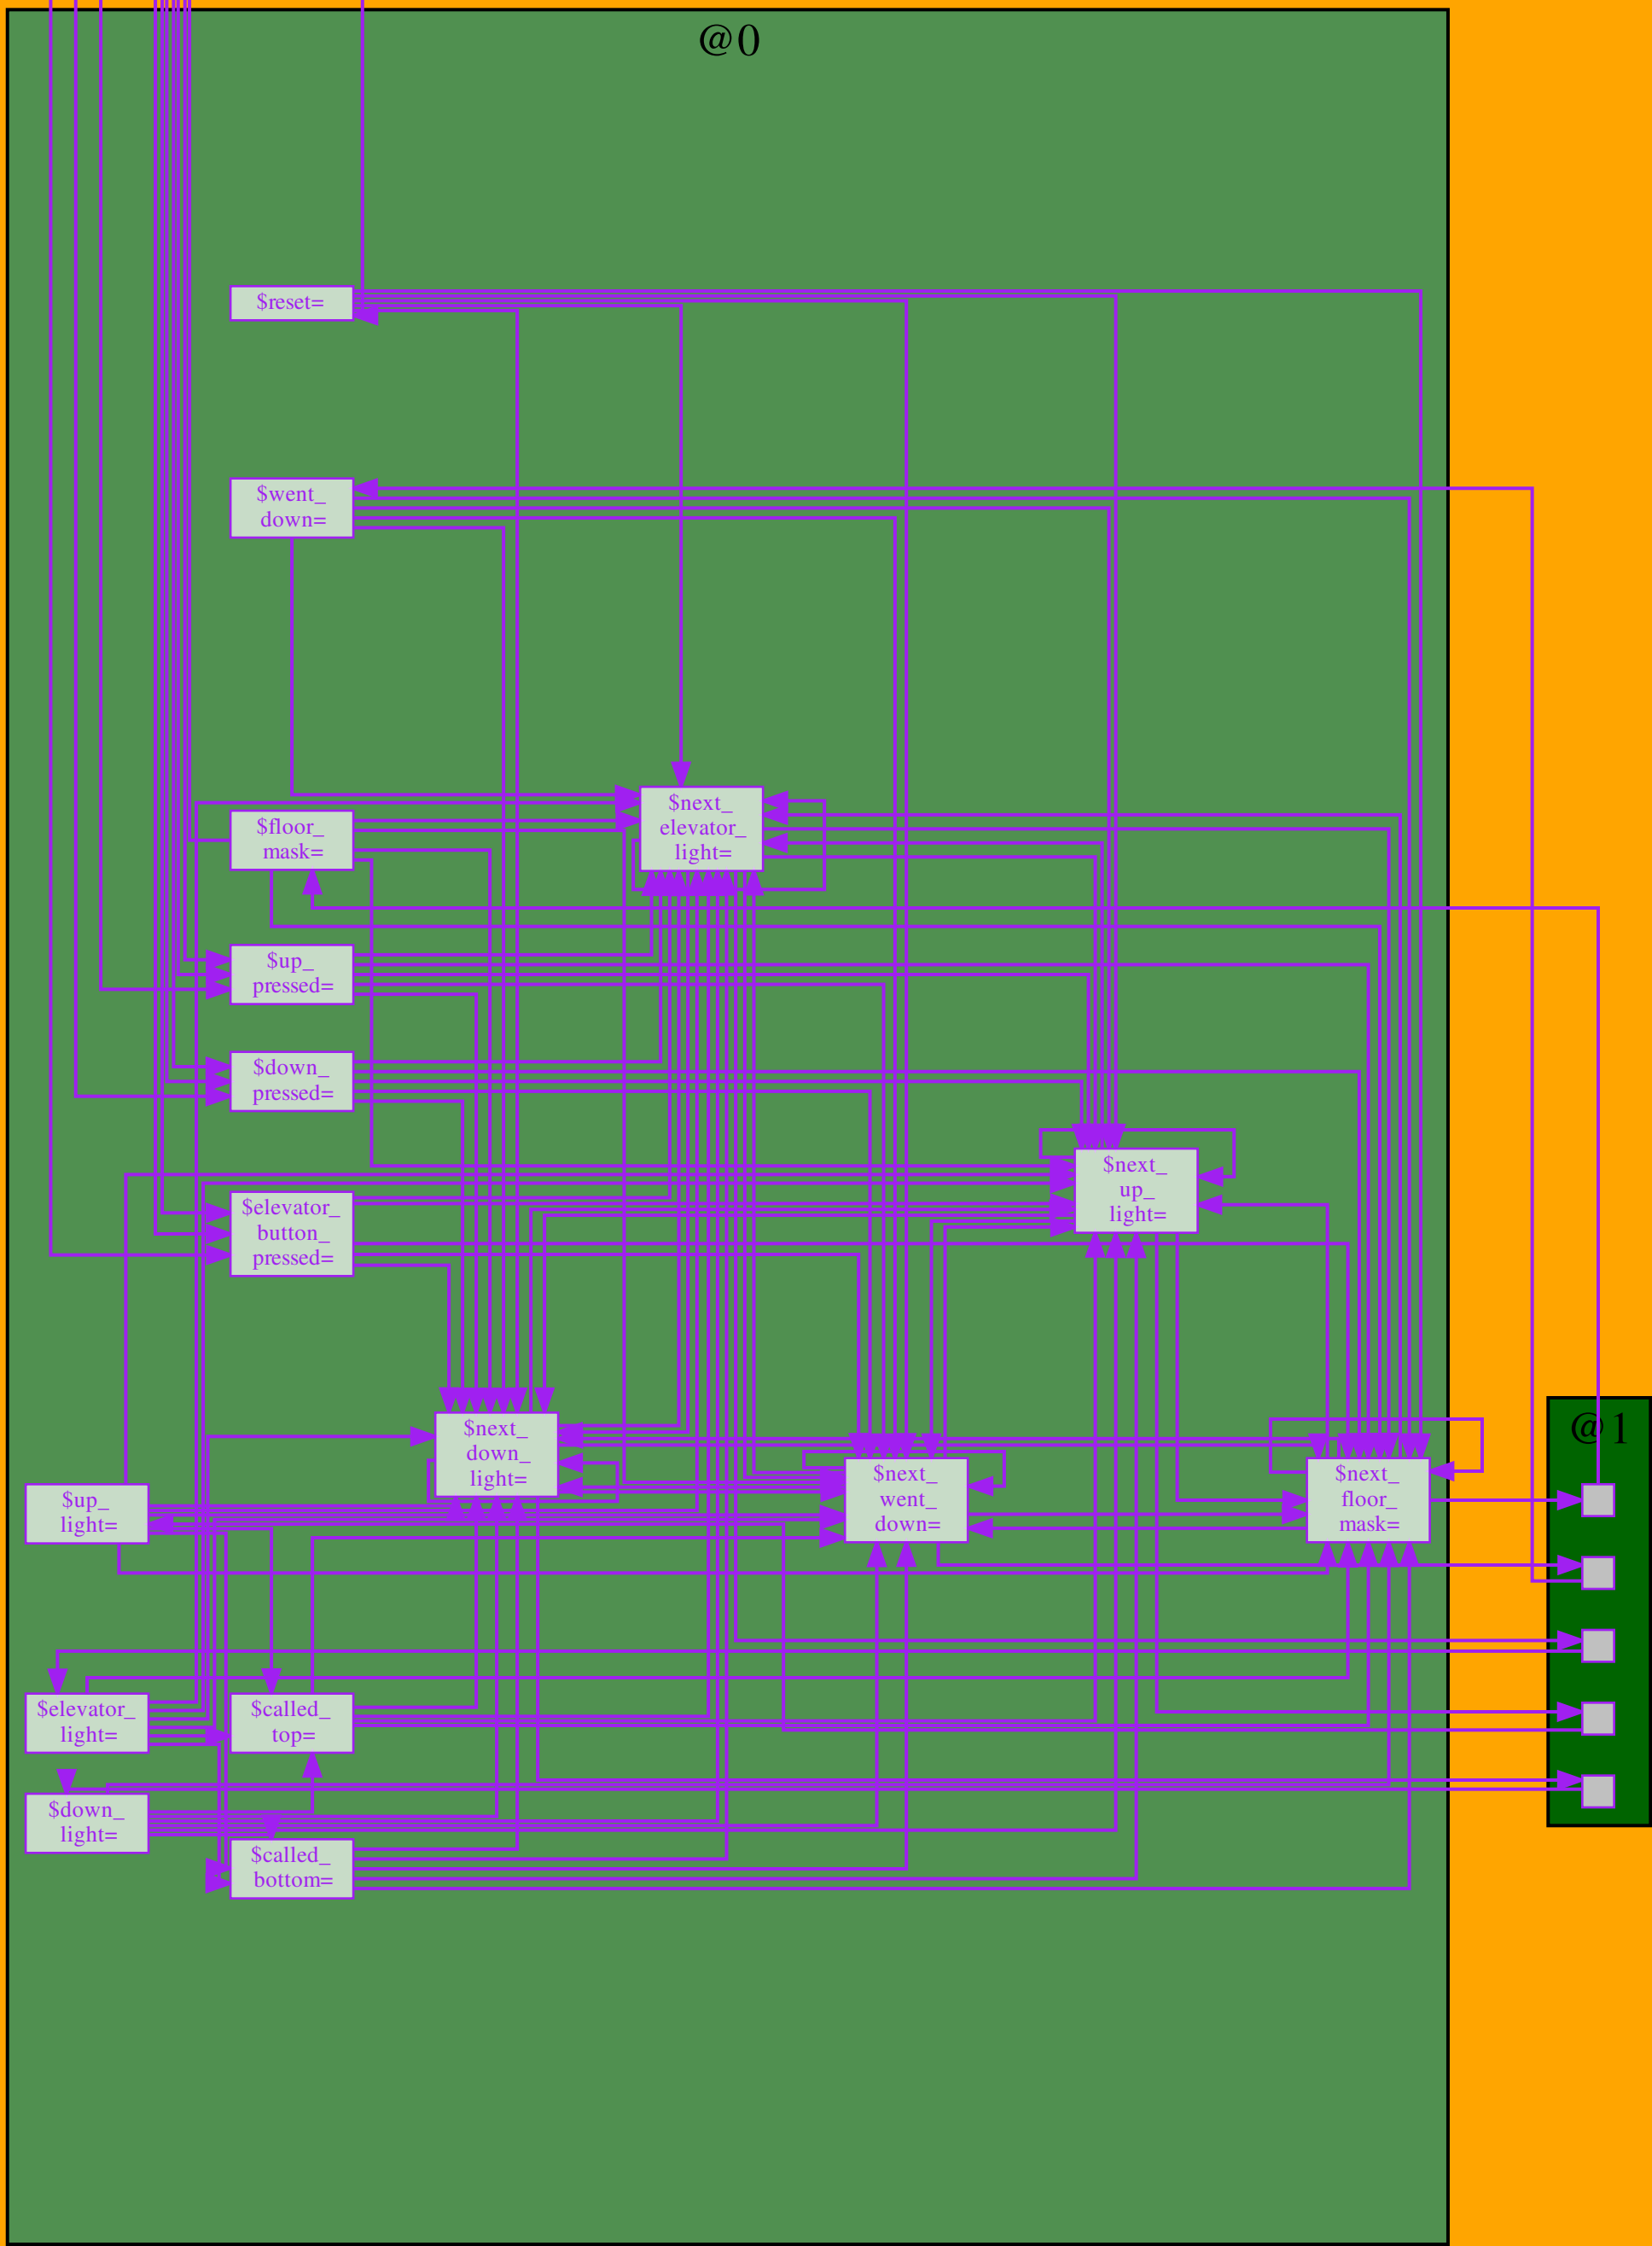 @0
$reset=
$went_
down=
$next_
elevator_
light=
$floor_
mask=
$up_
pressed=
$down_
pressed=
$next_
up_
light=
$elevator_
button_
pressed=
@1
$next_
down_
light=
$next_
went_
down=
$next_
floor_
mask=
$up_
light=
$elevator_
light=
$called_
top=
$down_
light=
$called_
bottom=